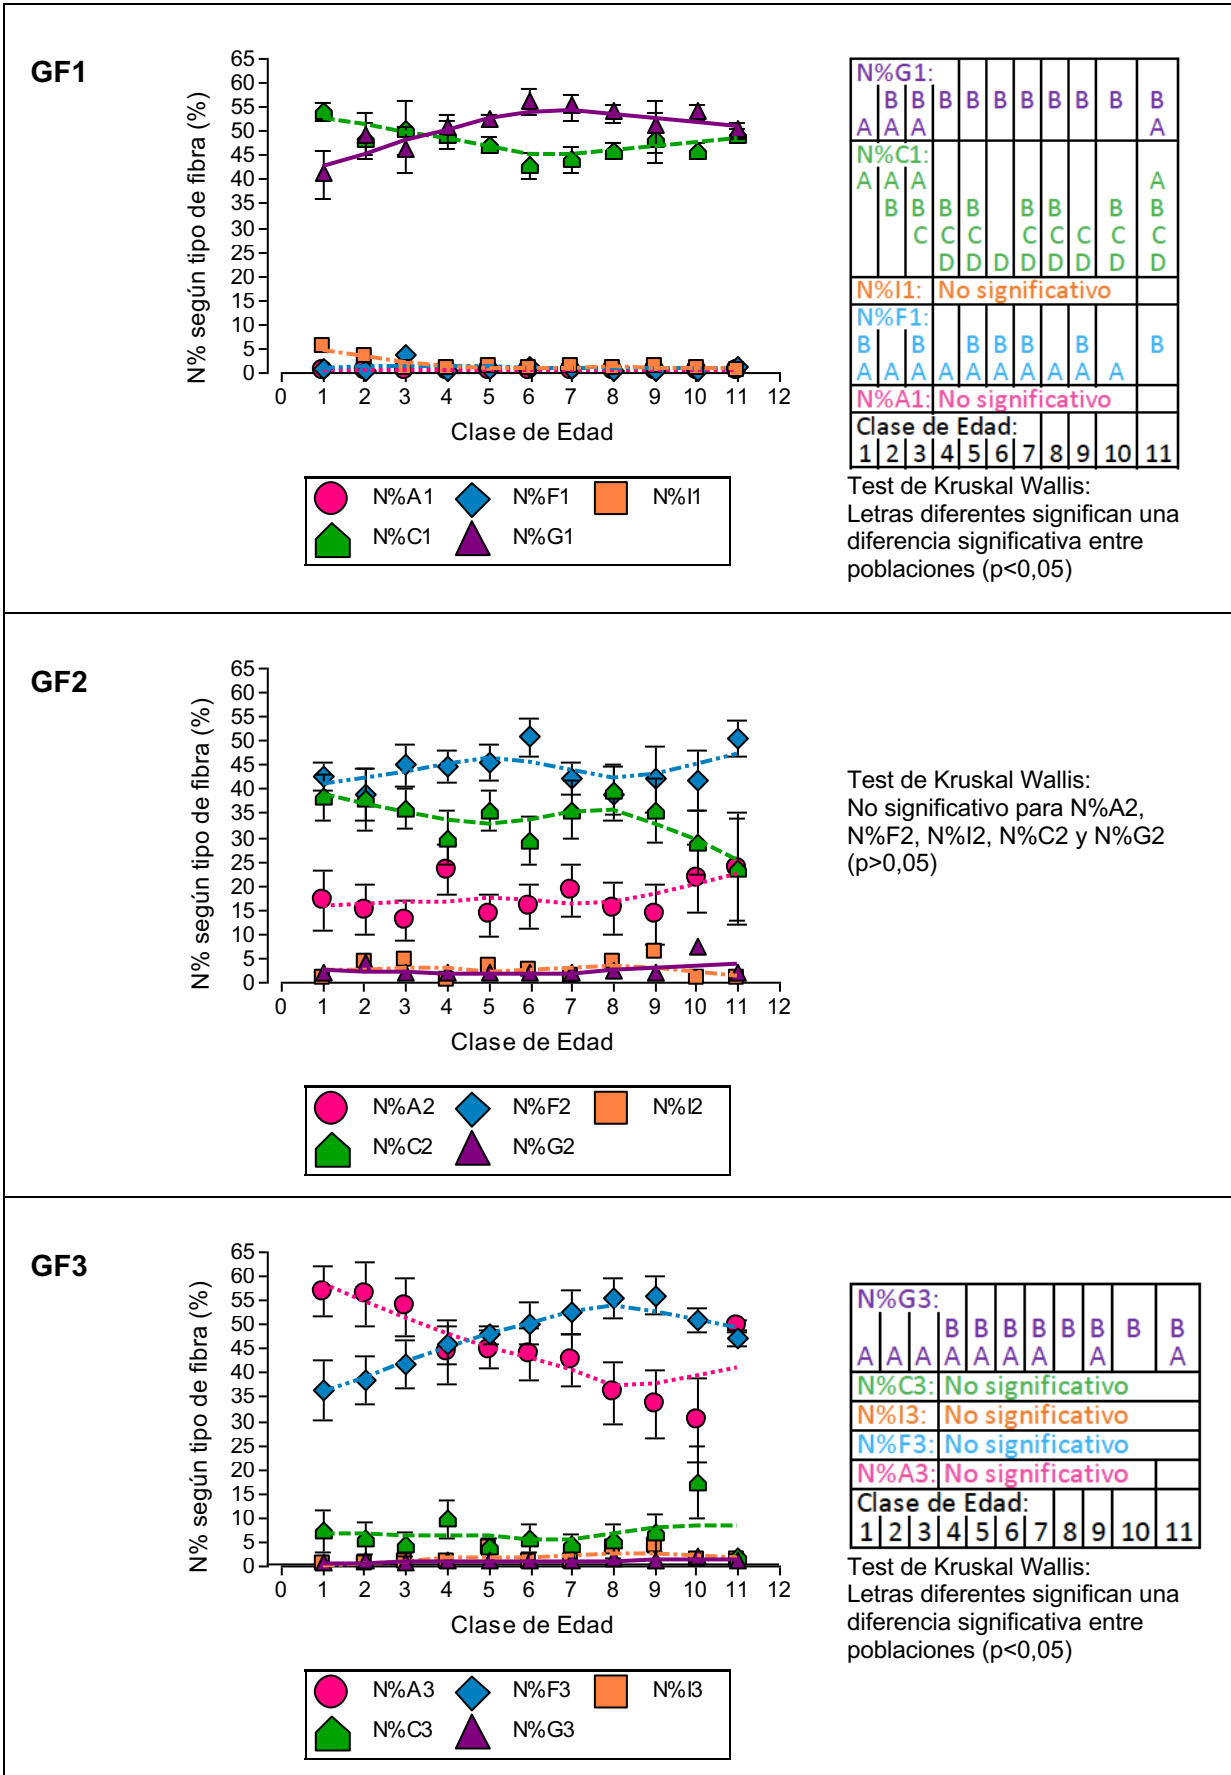 GF1
N% según tipo de fibra (%)
65
60
55
50
45
40
35
30
25
20
15
10
5
0
0 1 2 3 4 5 6 7 8 9 10 11 12
Clase de Edad
N%A1 N%F1 N%I1
N%C1 N%G1
N%G1:
B B B B B B B B B B
A A A A
N%C1:
A A A A
B B B B B B B B
C C C C C C C C
D D D D D D D D
N%I1: No significativo
N%F1:
B B B B B B B
A A A A A A A A A A
N%A1: No significativo
Clase de Edad:
1 2 3 4 5 6 7 8 9 10 11
Test de Kruskal Wallis:
Letras diferentes significan una
diferencia significativa entre
poblaciones (p<0,05)
GF2
N% según tipo de fibra (%)
65
60
55
50
45
40
35
30
25
20
15
10
5
0
0 1 2 3 4 5 6 7 8 9 10 11 12
Clase de Edad
N%A2 N%F2 N%I2
N%C2 N%G2
Test de Kruskal Wallis:
No significativo para N%A2,
N%F2, N%I2, N%C2 y N%G2
(p>0,05)
GF3
N% según tipo de fibra (%)
65
60
55
50
45
40
35
30
25
20
15
10
5
0
0 1 2 3 4 5 6 7 8 9 10 11 12
Clase de Edad
N%A3 N%F3 N%I3
N%C3 N%G3
N%G3:
B B B B B B B B
A A A A A A A A A
N%C3: No significativo
N%I3: No significativo
N%F3: No significativo
N%A3: No significativo
Clase de Edad:
1 2 3 4 5 6 7 8 9 10 11
Test de Kruskal Wallis:
Letras diferentes significan una
diferencia significativa entre
poblaciones (p<0,05)